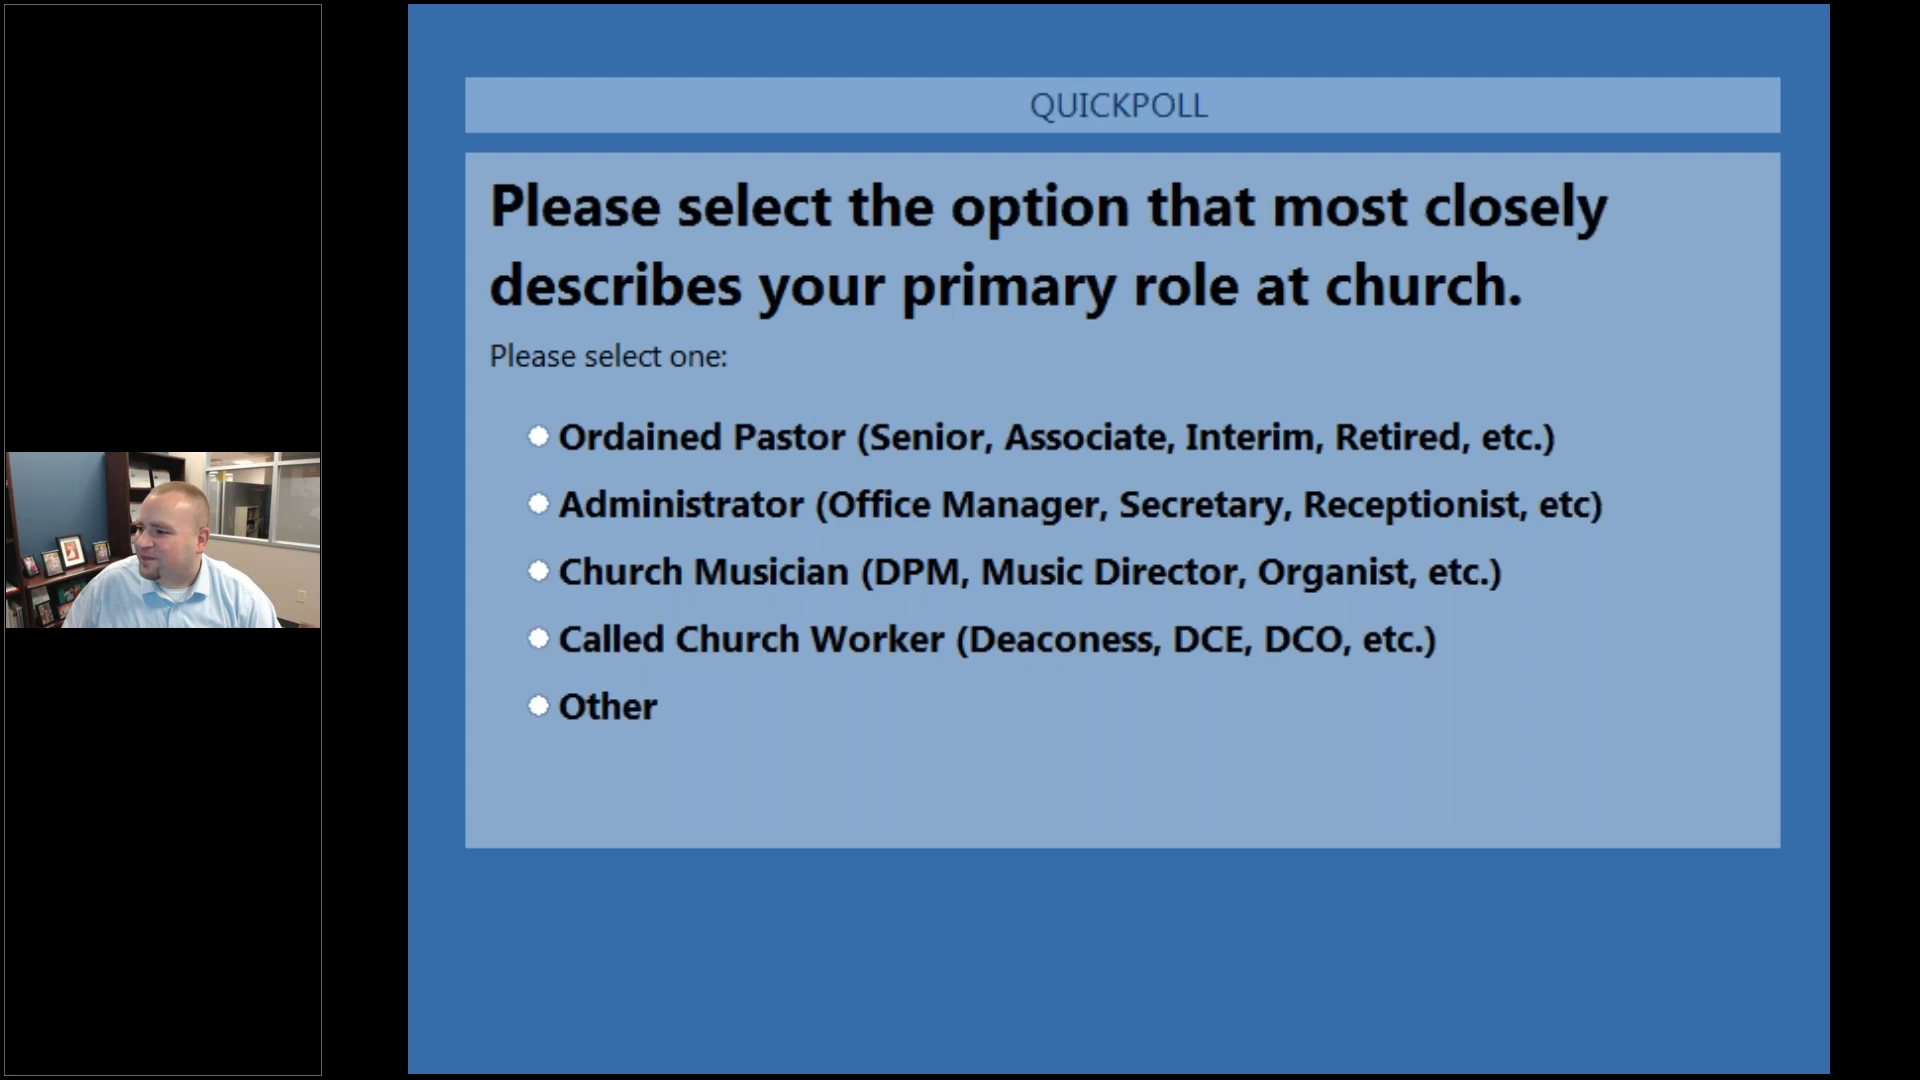 QUICKPOLL
Please select the option that most closely
describes your primary role at church.
Please select one:
Ordained Pastor (Senior, Associate, Interim, Retired, etc.)
Administrator (Office Manager, Secretary, Receptionist, etc)
Church Musician (DPM, Music Director, Organist, etc.)
Called Church Worker (Deaconess, DCE, DCO, etc.)
Other